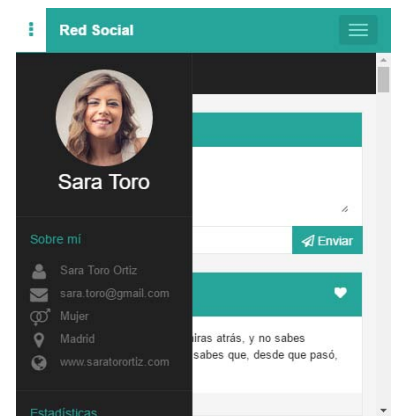 Red Social
Sara Toro
Enviar
Sobre mí
Sara Toro Ortiz
sara.toro@gmail.com
Mujer
Madrid
www.saratorortiz.com
iras atrás, y no sabes
sabes que, desde que pasó,
Estadísticas